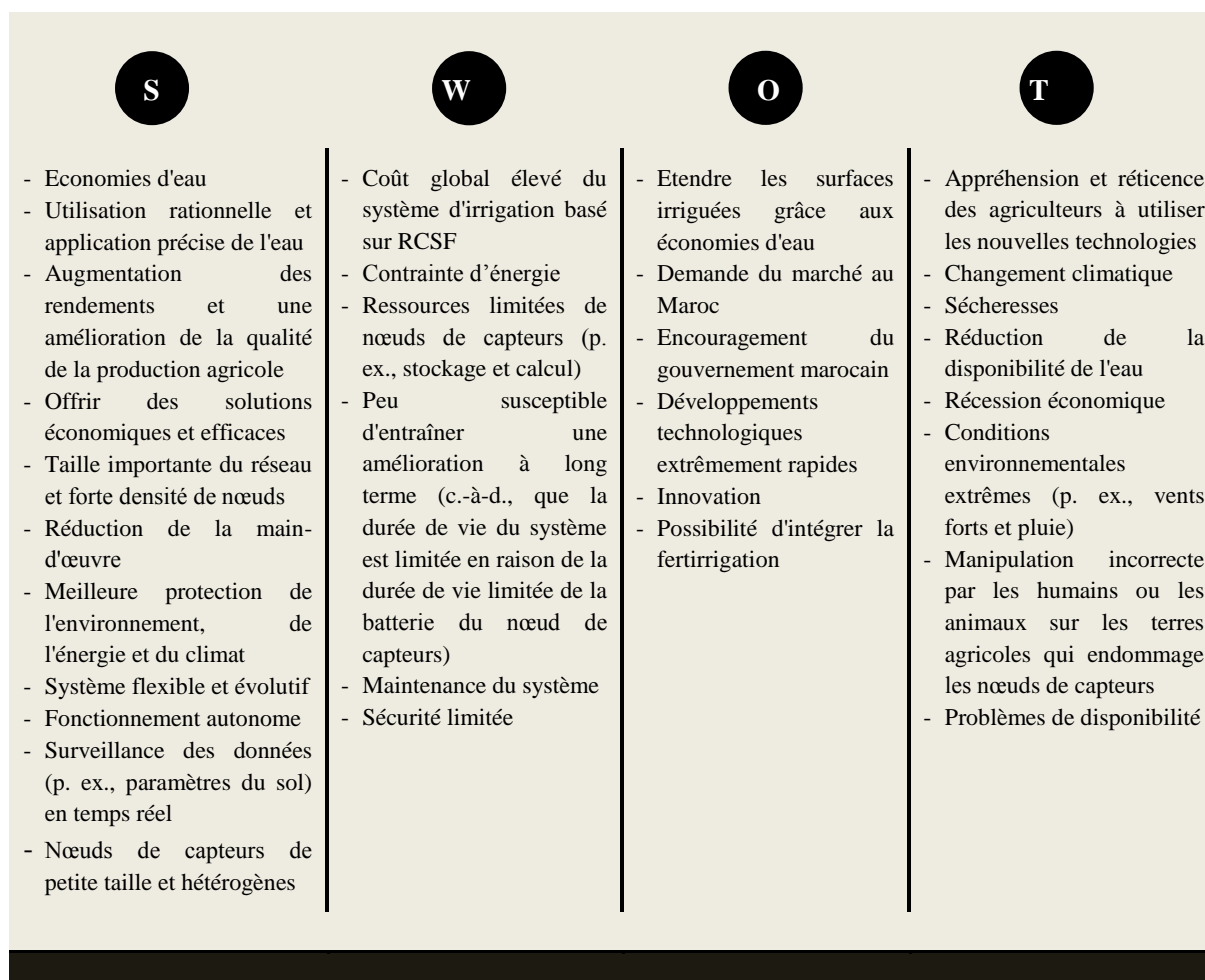 S
- Economies d'eau
- Utilisation rationnelle et
application précise de l'eau
- Augmentation des
rendements et une
amélioration de la qualité
de la production agricole
- Offrir des solutions
économiques et efficaces
- Taille importante du réseau
et forte densité de nœuds
- Réduction de la main-
d'œuvre
- Meilleure protection de
l'environnement, de
l'énergie et du climat
- Système flexible et évolutif
- Fonctionnement autonome
- Surveillance des données
(p. ex., paramètres du sol)
en temps réel
- Nœuds de capteurs de
petite taille et hétérogènes
W
- Coût global élevé du
système d'irrigation basé
sur RCSF
- Contrainte d’énergie
- Ressources limitées de
nœuds de capteurs (p.
ex., stockage et calcul)
- Peu susceptible
d'entraîner une
amélioration à long
terme (c.-à-d., que la
durée de vie du système
est limitée en raison de la
durée de vie limitée de la
batterie du nœud de
capteurs)
- Maintenance du système
- Sécurité limitée
O
- Etendre les surfaces
irriguées grâce aux
économies d'eau
- Demande du marché au
Maroc
- Encouragement du
gouvernement marocain
- Développements
technologiques
extrêmement rapides
- Innovation
- Possibilité d'intégrer la
fertirrigation
T
- Appréhension et réticence
des agriculteurs à utiliser
les nouvelles technologies
- Changement climatique
- Sécheresses
- Réduction de la
disponibilité de l'eau
- Récession économique
- Conditions
environnementales
extrêmes (p. ex., vents
forts et pluie)
- Manipulation incorrecte
par les humains ou les
animaux sur les terres
agricoles qui endommage
les nœuds de capteurs
- Problèmes de disponibilité